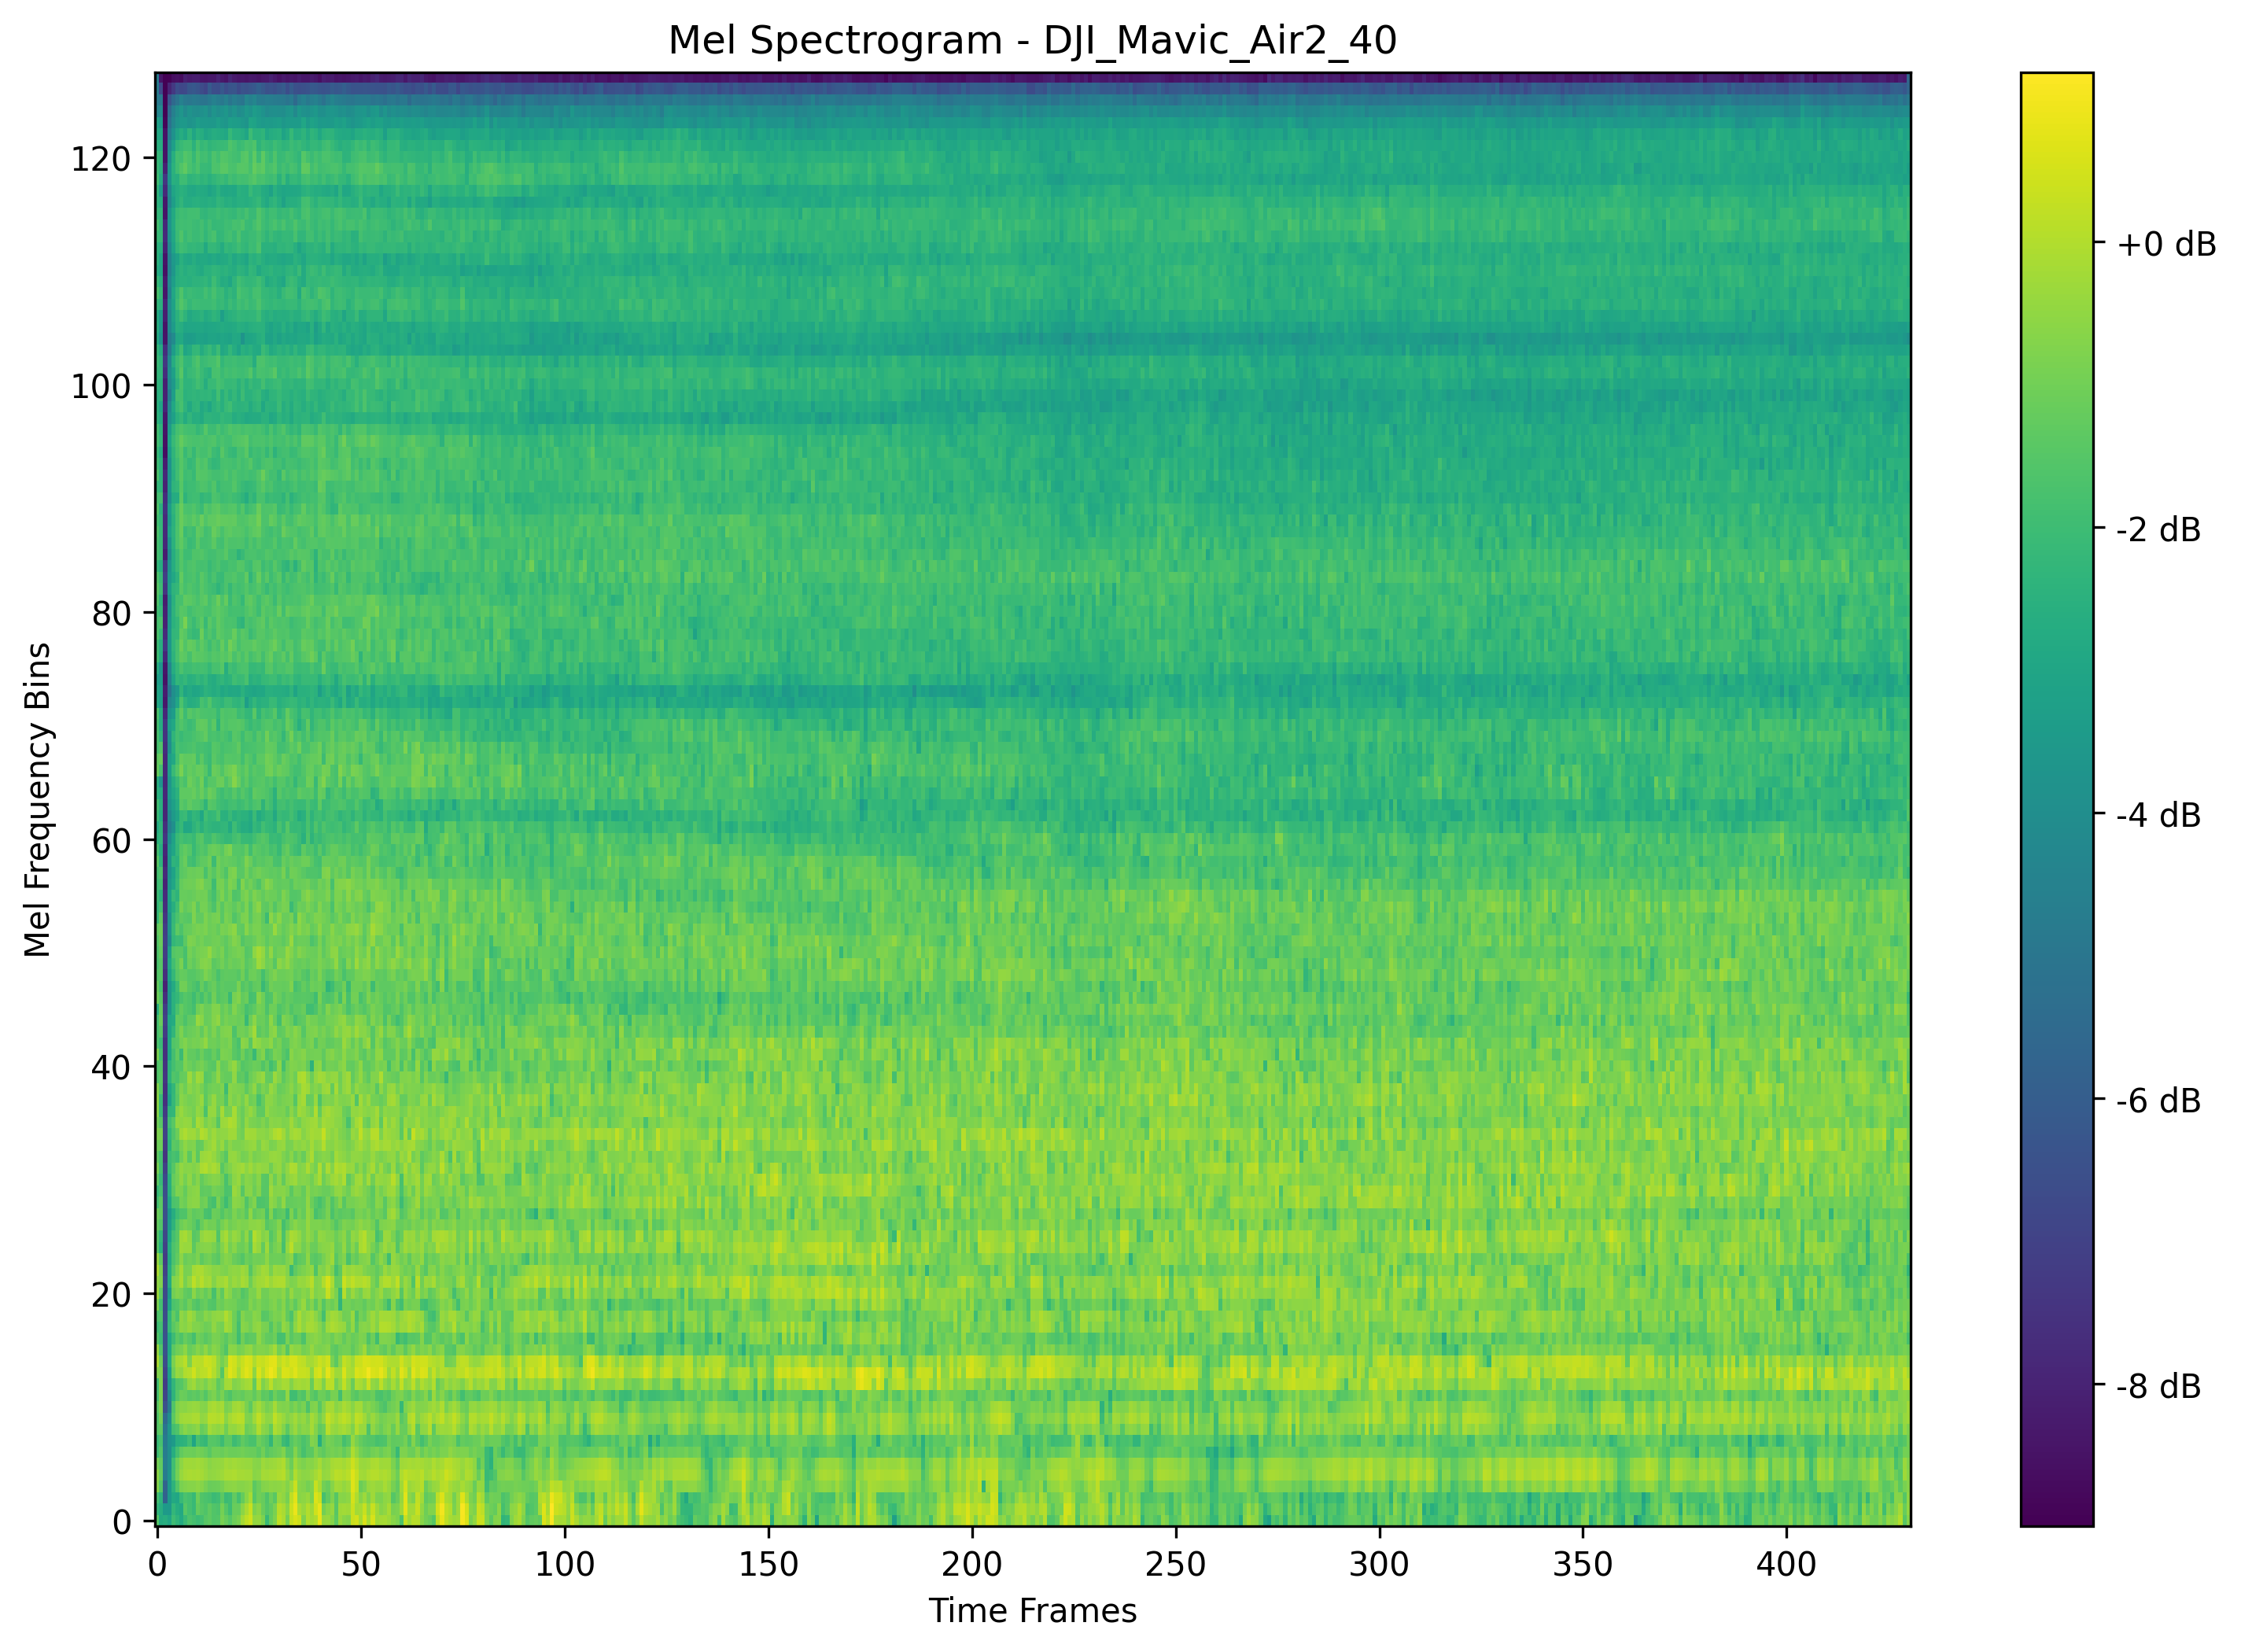 Mel Spectrogram - DJI_Mavic_Air2_40
Mel Frequency Bins
120
100
80
60
40
20
0
0 50 100 150 200 250 300 350 400
Time Frames
+0 dB
-2 dB
-4 dB
-6 dB
-8 dB